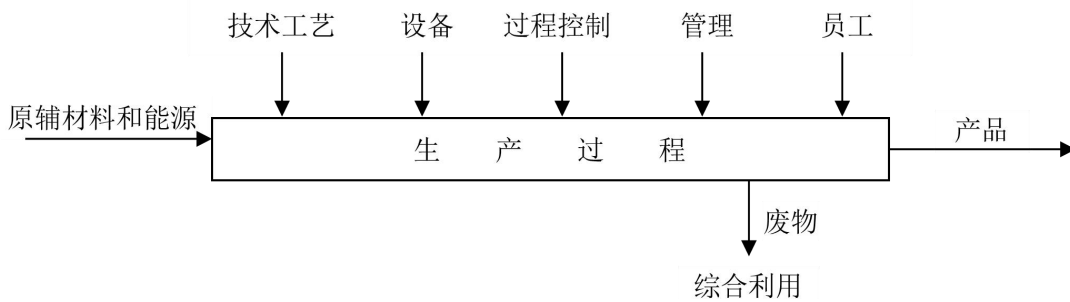 技术工艺 设备 过程控制 管理 员工
原辅材料和能源
生产过程
产品
废物
综合利用